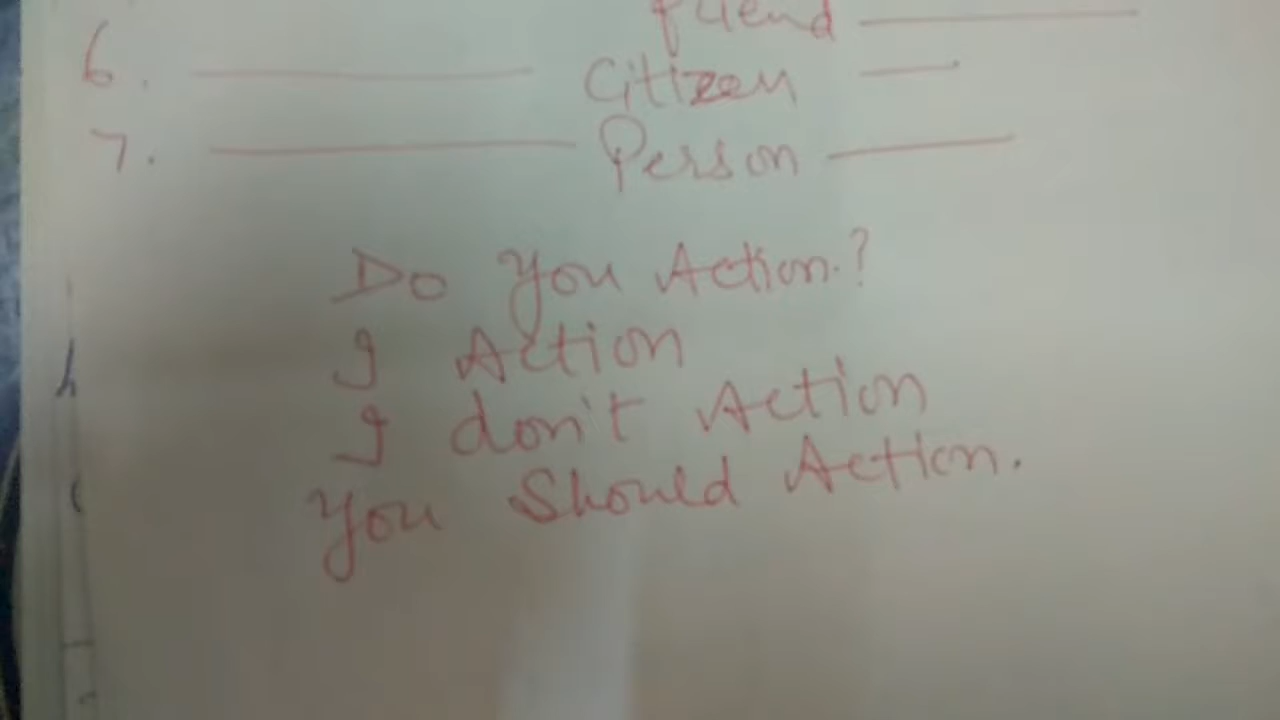 friend
6. Citizen
7. Person
Do You Action.?
I Action
I don't Action
You Should Action.